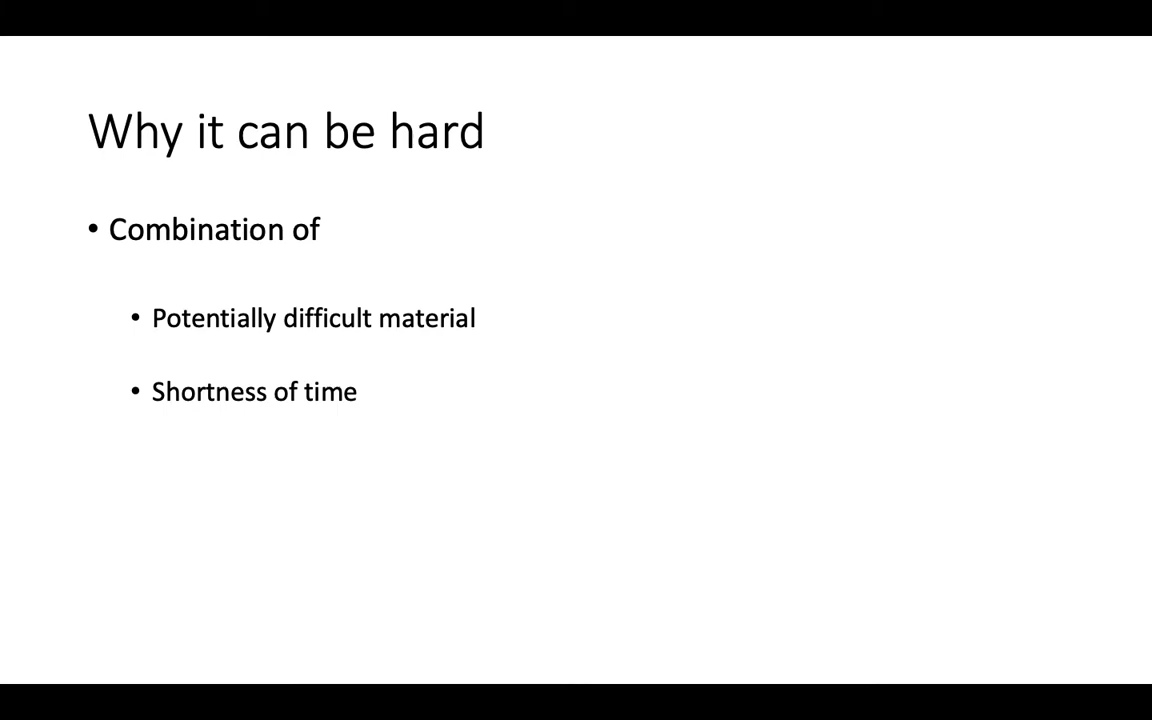 Why it can be hard
• Combination of
• Potentially difficult material
• Shortness of time